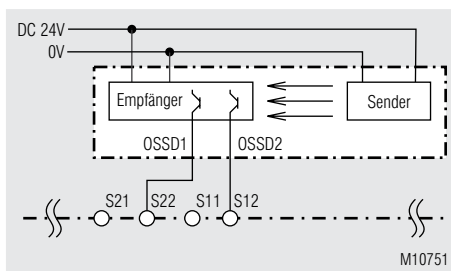 DC 24V
0V
Empfänger
Sender
OSSD1 OSSD2
S21 S22 S11 S12
M10751